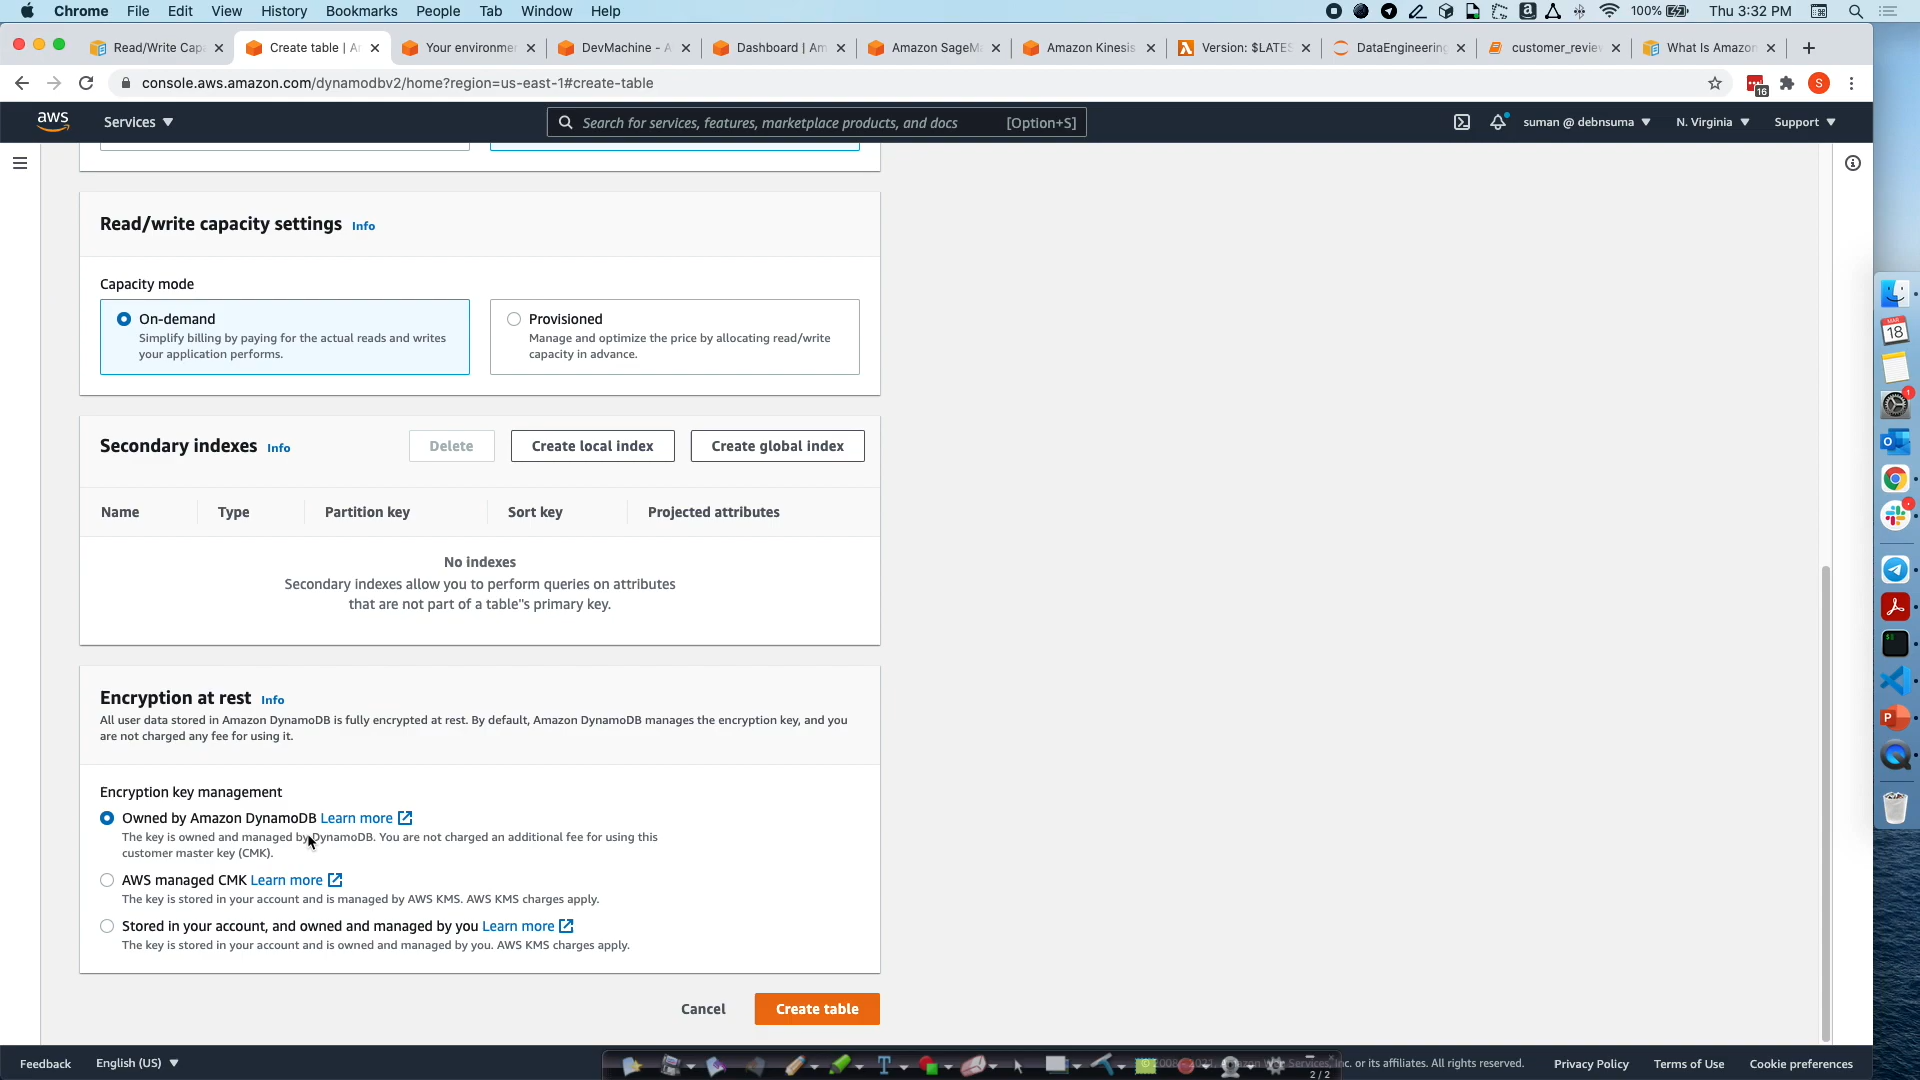 Chrome File Edit View History Bookmarks People Tab Window Help 100% Thu 3:32 PM
Read/Write Cap Create table | A Your environme DevMachine - A Dashboard | Am Amazon SageM Amazon Kinesis Version: $LATES DataEngineering customer_revie What Is Amazon
console.aws.amazon.com/dynamodbv2/home?region=us-east-1#create-table 16 S
aws Services Search for services, features, marketplace products, and docs [Option+S] suman @ debnsuma N. Virginia Support
Read/write capacity settings Info
Capacity mode
On-demand
Simplify billing by paying for the actual reads and writes
your application performs.
Provisioned
Manage and optimize the price by allocating read/write
capacity in advance.
Secondary indexes Info Delete Create local index Create global index
Name Type Partition key Sort key Projected attributes
No indexes
Secondary indexes allow you to perform queries on attributes
that are not part of a table"s primary key.
Encryption at rest Info
All user data stored in Amazon DynamoDB is fully encrypted at rest. By default, Amazon DynamoDB manages the encryption key, and you
are not charged any fee for using it.
Encryption key management
Owned by Amazon DynamoDB Learn more
The key is owned and managed by DynamoDB. You are not charged an additional fee for using this
customer master key (CMK).
AWS managed CMK Learn more
The key is stored in your account and is managed by AWS KMS. AWS KMS charges apply.
Stored in your account, and owned and managed by you Learn more
The key is stored in your account and is owned and managed by you. AWS KMS charges apply.
Cancel Create table
Feedback English (US) Services, Inc. or its affiliates. All rights reserved. Privacy Policy Terms of Use Cookie preferences
2 / 2
MAR
18
1